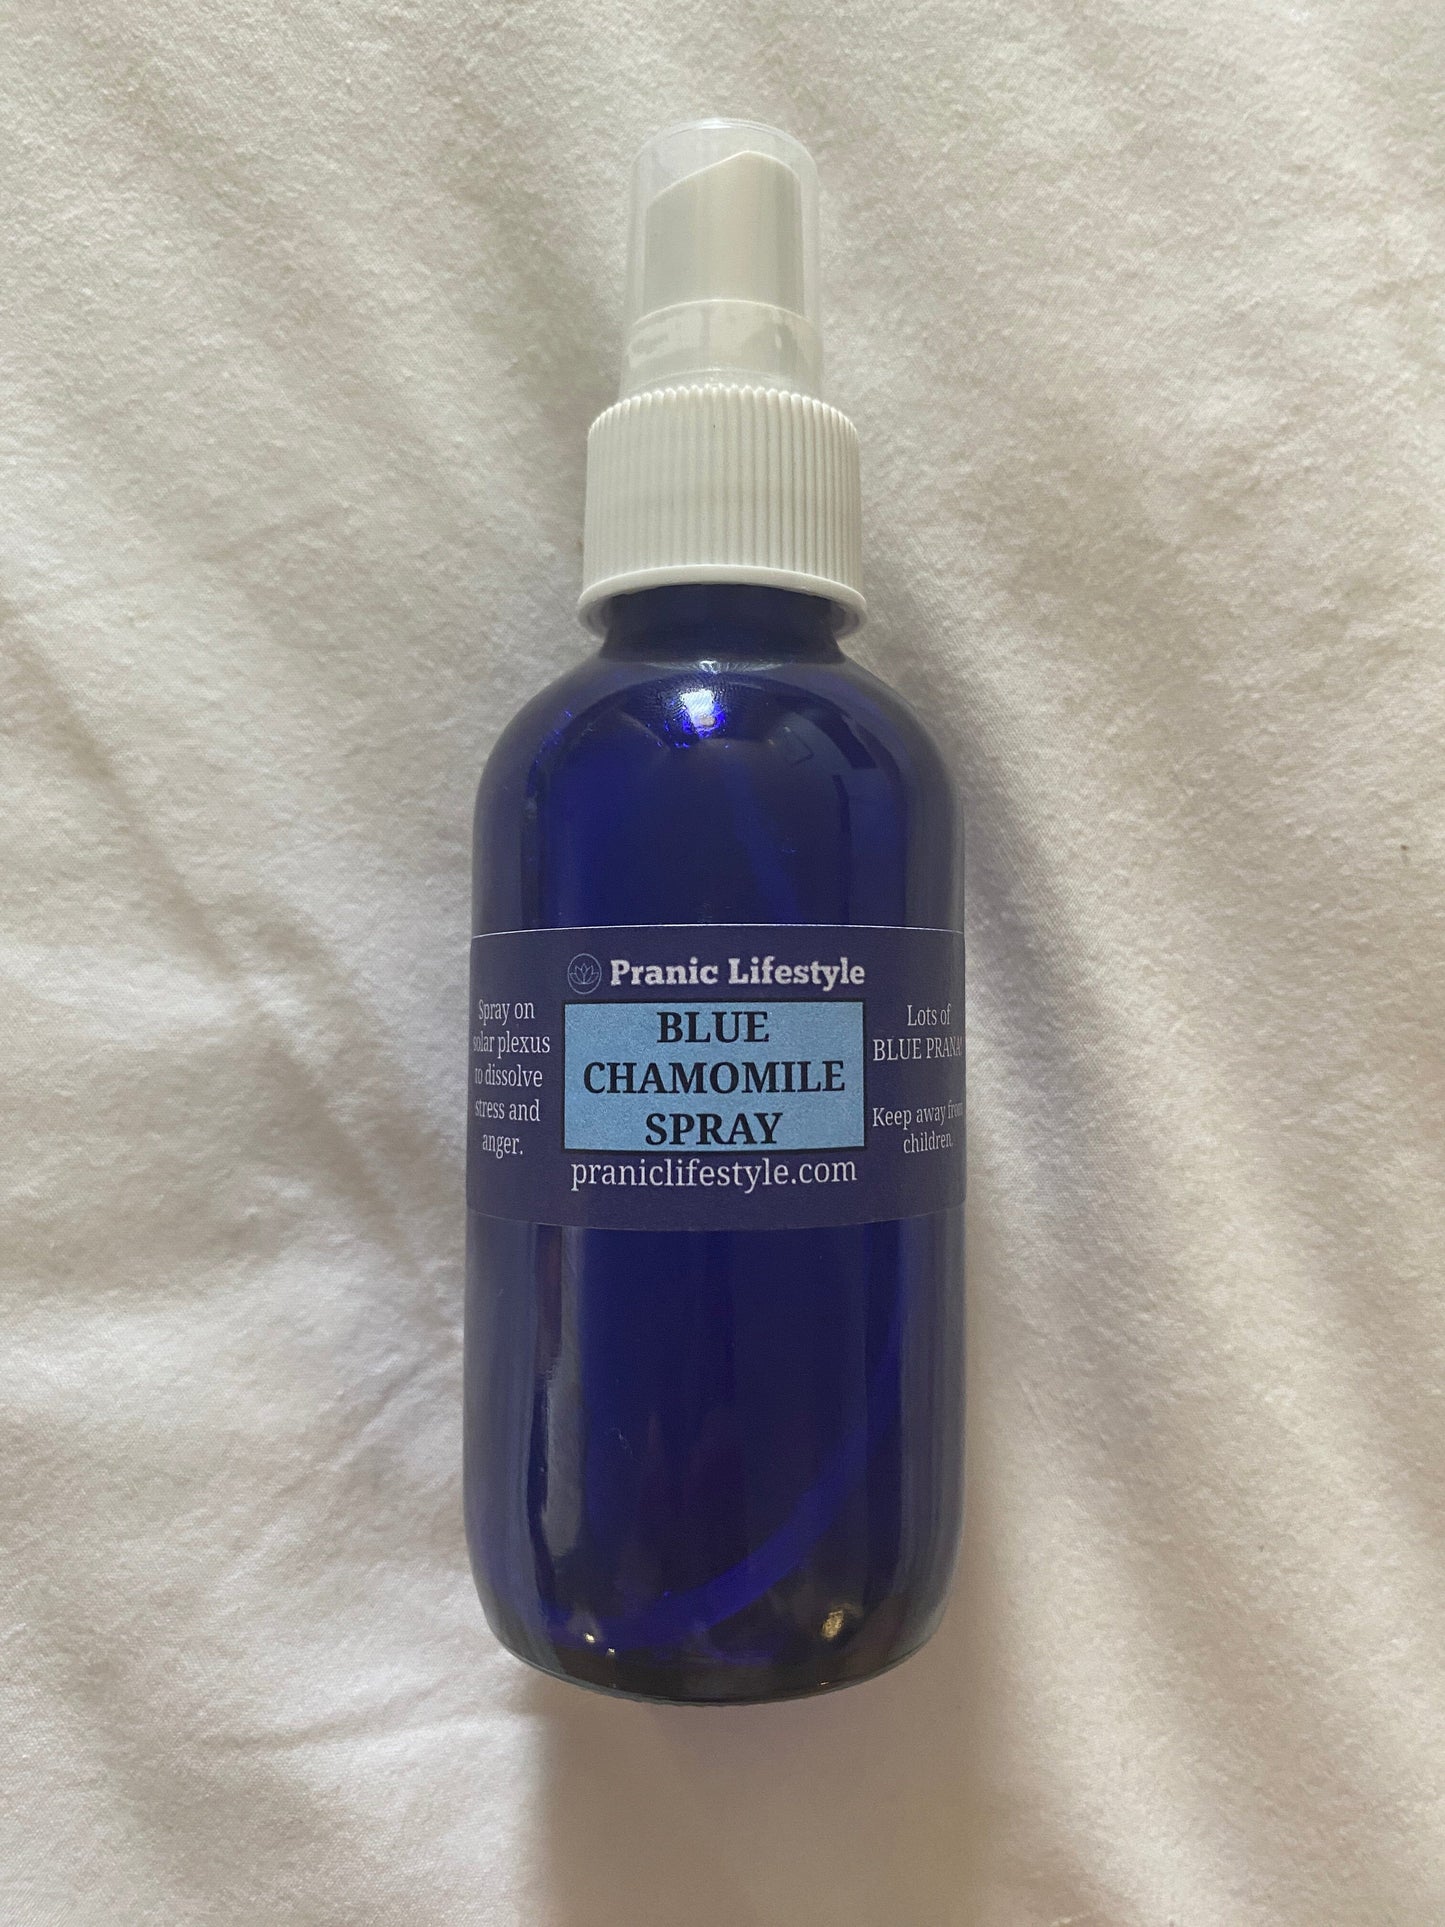 Pranic Lifestyle
BLUE
CHAMOMILE
SPRAY
praniclifestyle.com
Spray on
solar plexus
to dissolve
stress and
anger.
Lots of
BLUE PRANA!
Keep away from
children.